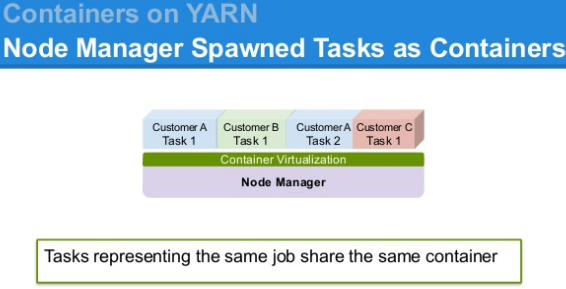 Containers on YARN
Node Manager Spawned Tasks as Containers
Customer A Customer B Customer A Customer C
Task 1 Task 1 Task 2 Task 1
Container Virtualization
Node Manager
Tasks representing the same job share the same container